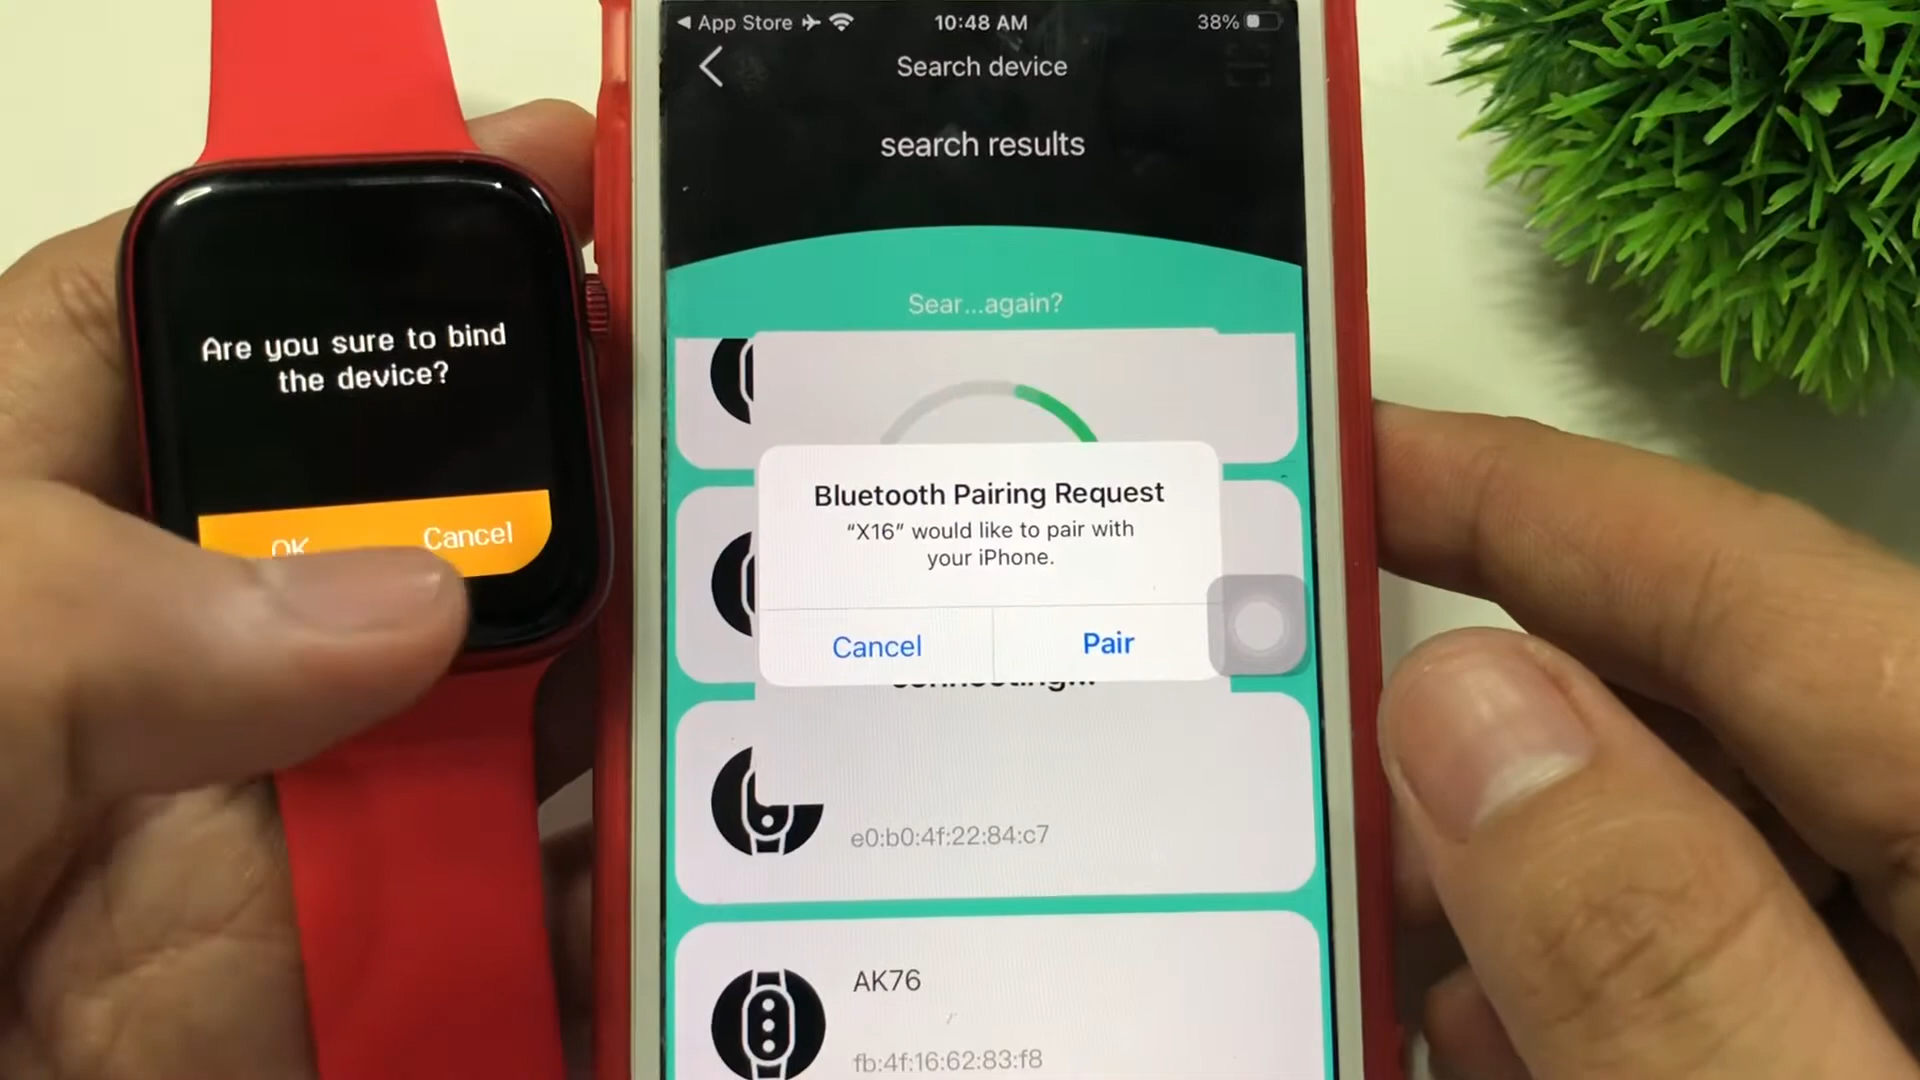 Are you sure to bind
the device?
OK
Cancel
App Store
10:48 AM
38%
Search device
search results
Sear...again?
Bluetooth Pairing Request
“X16” would like to pair with
your iPhone.
Cancel
Pair
connecting...
e0:b0:4f:22:84:c7
AK76
fb:4f:16:62:83:f8